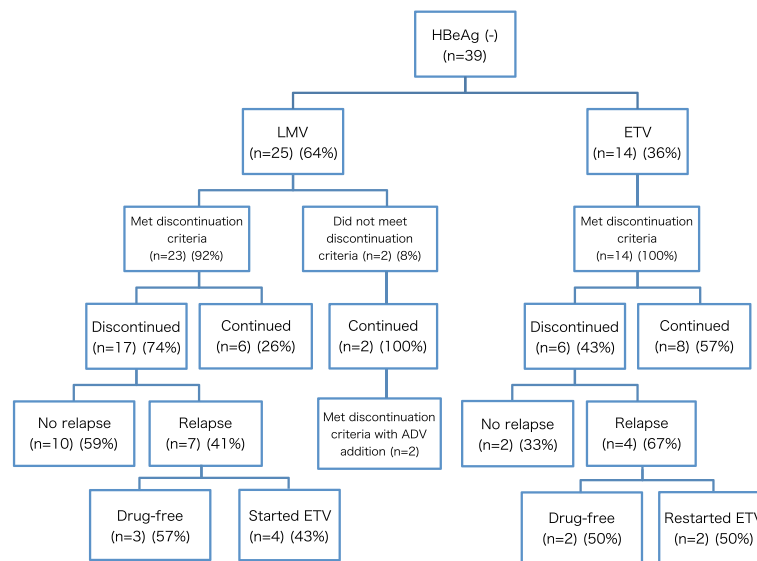 HBeAg (-)
(n=39)
LMV
(n=25) (64%)
ETV
(n=14) (36%)
Met discontinuation
criteria
(n=23) (92%)
Did not meet
discontinuation
criteria (n=2) (8%)
Met discontinuation
criteria
(n=14) (100%)
Discontinued
(n=17) (74%)
Continued
(n=6) (26%)
Continued
(n=2) (100%)
Discontinued
(n=6) (43%)
Continued
(n=8) (57%)
No relapse
(n=10) (59%)
Relapse
(n=7) (41%)
Met discontinuation
criteria with ADV
addition (n=2)
No relapse
(n=2) (33%)
Relapse
(n=4) (67%)
Drug-free
(n=3) (57%)
Started ETV
(n=4) (43%)
Drug-free
(n=2) (50%)
Restarted ETV
(n=2) (50%)